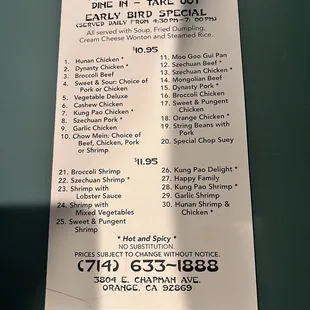 DINE IN - TAKE OUT
EARLY BIRD SPECIAL
(SERVED DAILY FROM 4:30 PM-7:00 PM)
All served with Soup, Fried Dumpling,
Cream Cheese Wonton and Steamed Rice.
$10.95
1. Hunan Chicken *
2. Dynasty Chicken *
3. Broccoli Beef
4. Sweet & Sour: Choice of
Pork or Chicken
5. Vegetable Deluxe
6. Cashew Chicken
7. Kung Pao Chicken *
8. Szechuan Pork *
9. Garlic Chicken
10. Chow Mein: Choice of
Beef, Chicken, Pork
or Shrimp
11. Moo Goo Gui Pan
12. Szechuan Beef *
13. Szechuan Chicken *
14. Mongolian Beef
15. Dynasty Pork *
16. Broccoli Chicken
17. Sweet & Pungent
Chicken
18. Orange Chicken *
19. String Beans with
Pork
20. Special Chop Suey
$11.95
21. Broccoli Shrimp
22. Szechuan Shrimp *
23. Shrimp with
Lobster Sauce
24. Shrimp with
Mixed Vegetables
25. Sweet & Pungent
Shrimp
26. Kung Pao Delight *
27. Happy Family
28. Kung Pao Shrimp *
29. Garlic Shrimp
30. Hunan Shrimp &
Chicken *
* Hot and Spicy *
NO SUBSTITUTION.
PRICES SUBJECT TO CHANGE WITHOUT NOTICE.
(714) 633-1888
3804 E. CHAPMAN AVE.
ORANGE, CA 92869